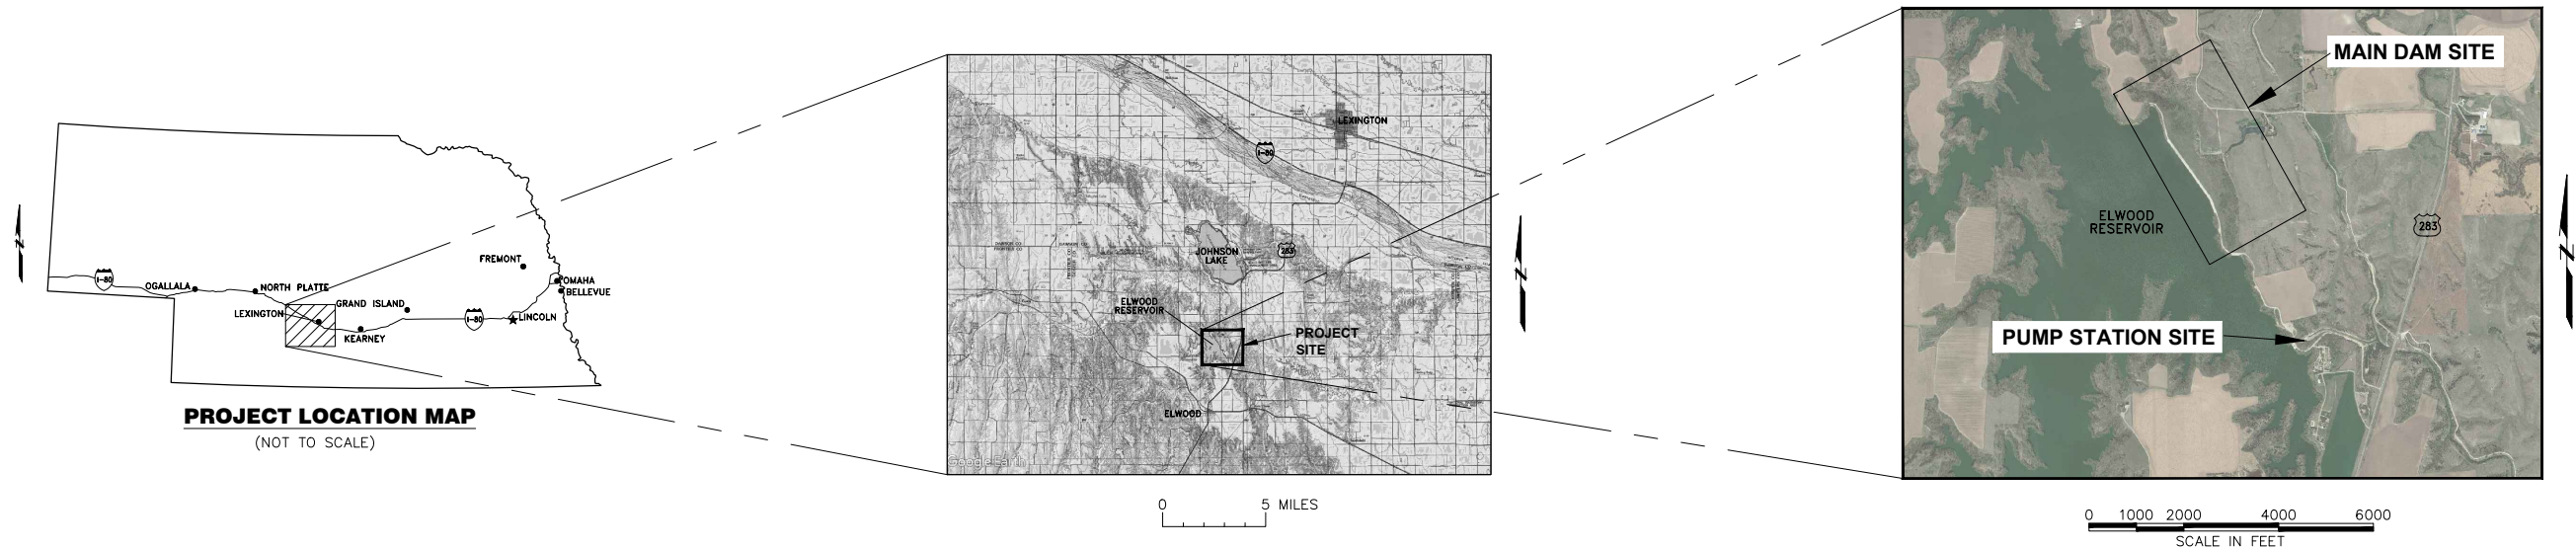 N
I-80
OGALLALA
NORTH PLATTE
LEXINGTON
GRAND ISLAND
KEARNEY
FREMONT
OMAHA
BELLEVUE
I-80
LINCOLN
PROJECT LOCATION MAP
(NOT TO SCALE)
LEXINGTON
I-80
JOHNSON
LAKE
283
ELWOOD
RESERVOIR
PROJECT
SITE
ELWOOD
Google Earth
0 5 MILES
N
MAIN DAM SITE
ELWOOD
RESERVOIR
283
PUMP STATION SITE
0 1000 2000 4000 6000
SCALE IN FEET
N